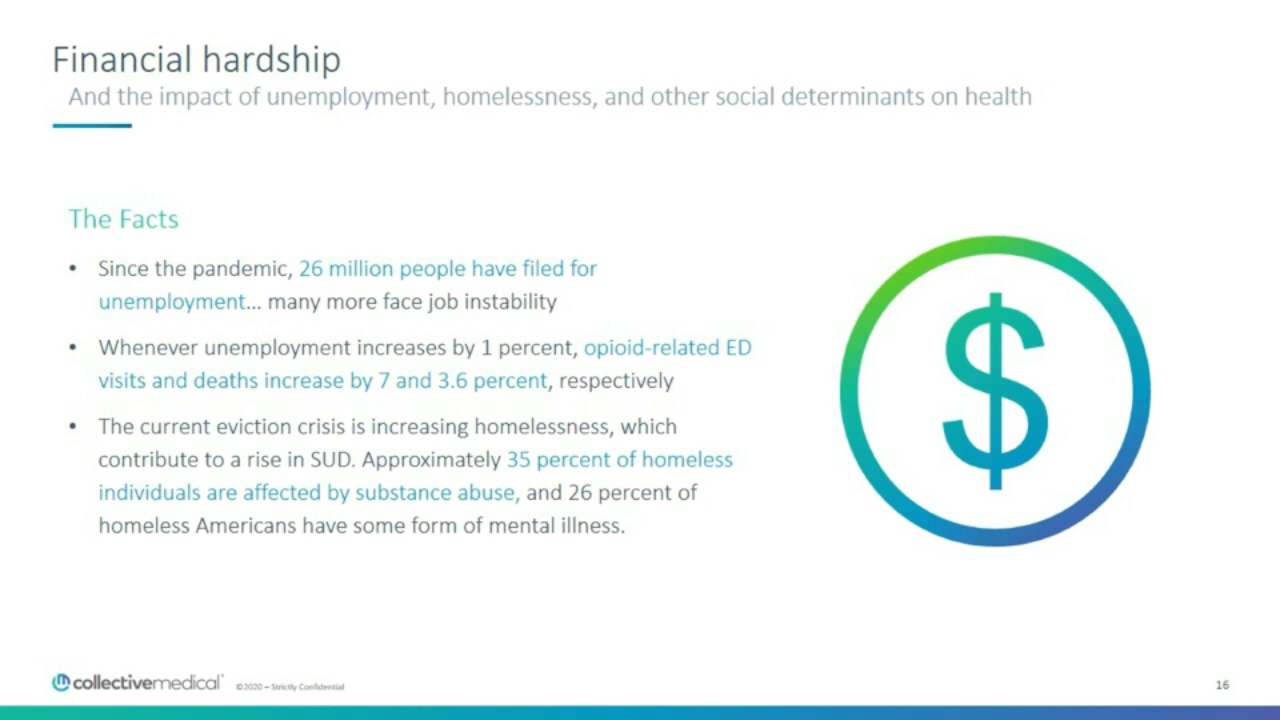 Financial hardship
And the impact of unemployment, homelessness, and other social determinants on health
The Facts
• Since the pandemic, 26 million people have filed for
unemployment... many more face job instability
• Whenever unemployment increases by 1 percent, opioid-related ED
visits and deaths increase by 7 and 3.6 percent, respectively
• The current eviction crisis is increasing homelessness, which
contribute to a rise in SUD. Approximately 35 percent of homeless
individuals are affected by substance abuse, and 26 percent of
homeless Americans have some form of mental illness.
$
collectivemedical ©2020 – Strictly Confidential
16